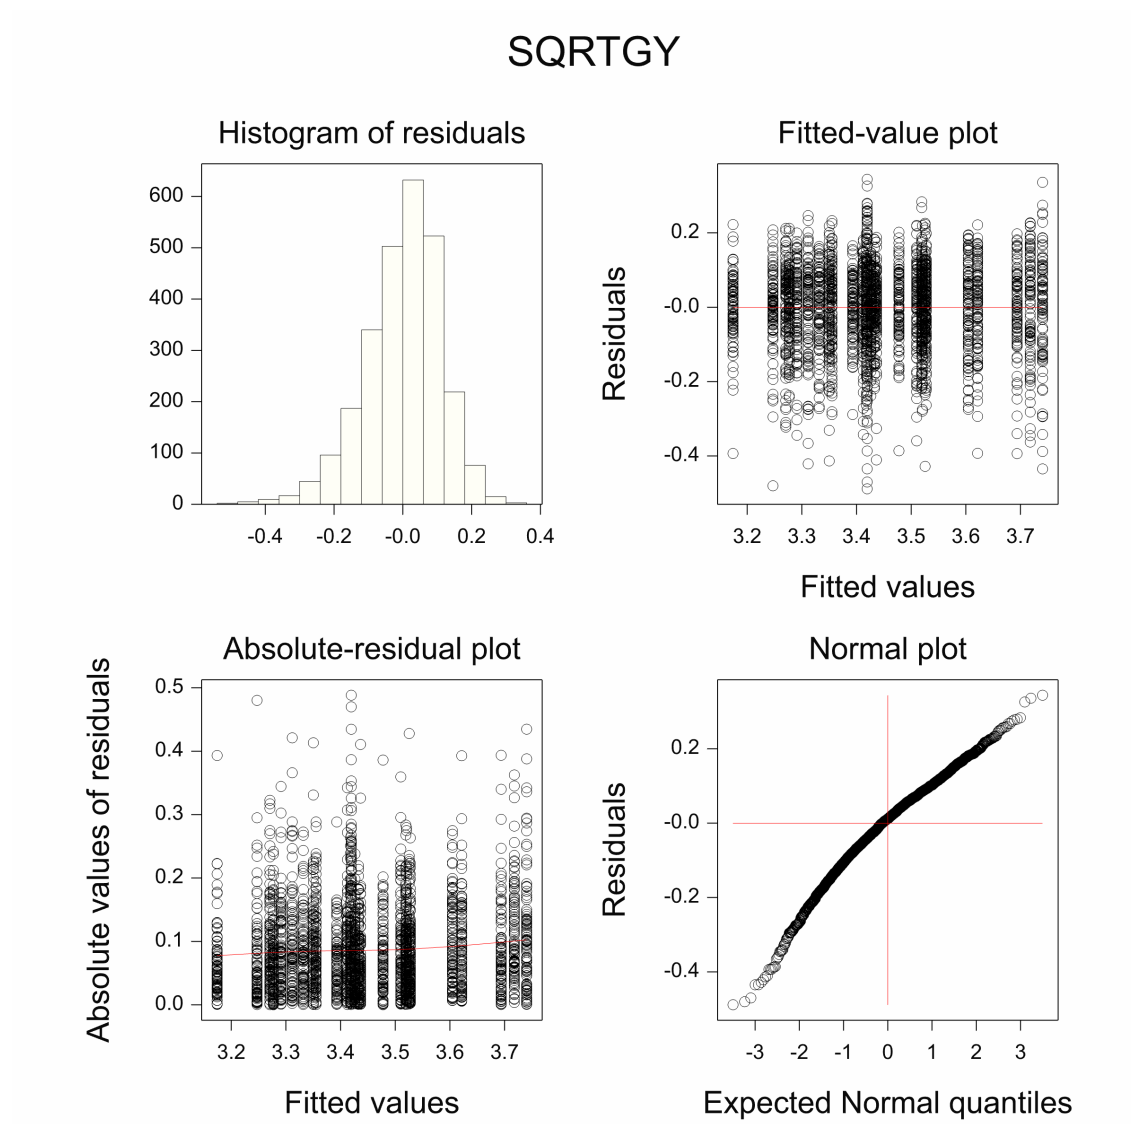 SQRTGY
Histogram of residuals
600
500
400
300
200
100
0
-0.4 -0.2 -0.0 0.2 0.4
Fitted-value plot
Residuals
0.2
-0.0
-0.2
-0.4
3.2 3.3 3.4 3.5 3.6 3.7
Fitted values
Absolute-residual plot
Absolute values of residuals
0.5
0.4
0.3
0.2
0.1
0.0
3.2 3.3 3.4 3.5 3.6 3.7
Fitted values
Normal plot
Residuals
0.2
-0.0
-0.2
-0.4
-3 -2 -1 0 1 2 3
Expected Normal quantiles